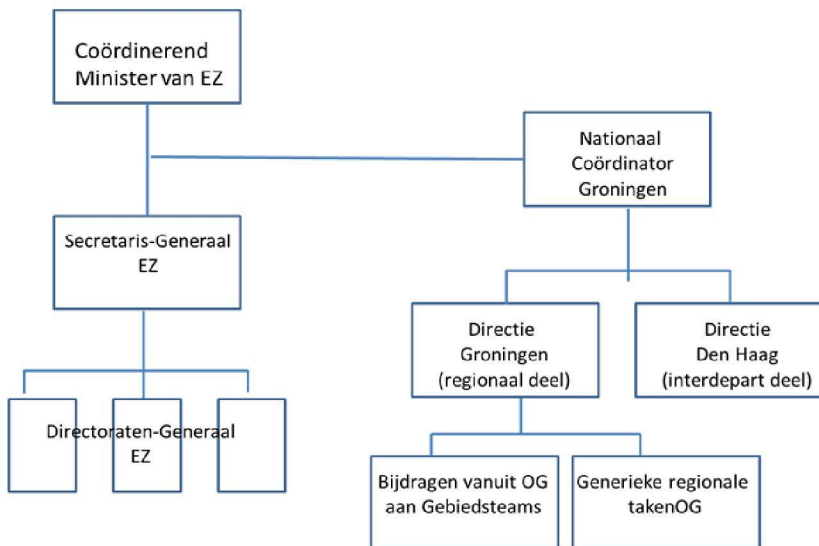 Coördinerend
Minister van EZ
Nationaal
Coördinator
Groningen
Secretaris-Generaal
EZ
Directie
Groningen
(regionaal deel)
Directie
Den Haag
(interdepart deel)
Directoraten-Generaal
EZ
Bijdragen vanuit OG
aan Gebiedsteams
Generieke regionale
takenOG